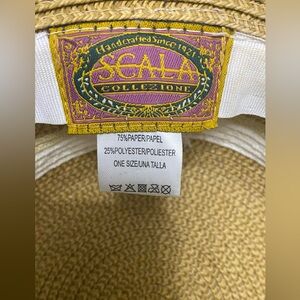 Handcrafted Since 1921
SCALA
COLLEZIONE
75%PAPER/PAPEL
25%POLYESTER/POLIESTER
ONE SIZE/UNA TALLA